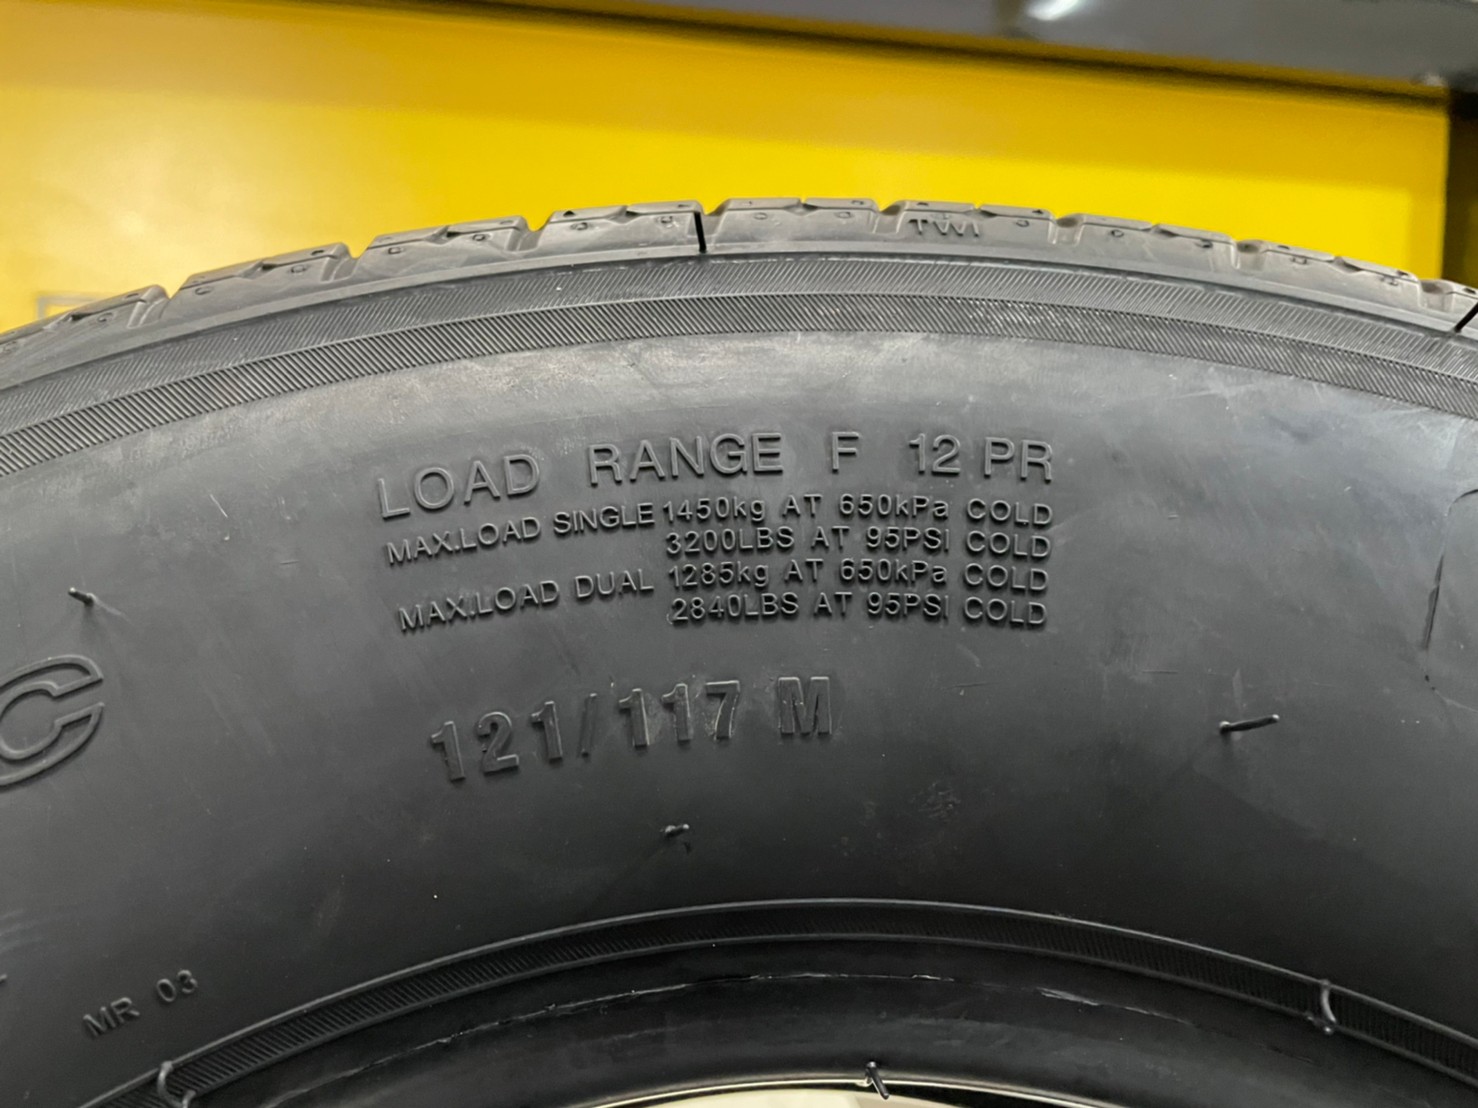 TWI
LOAD RANGE F 12 PR
MAX.LOAD SINGLE 1450kg AT 650kPa COLD
3200LBS AT 95PSI COLD
MAX.LOAD DUAL 1285kg AT 650kPa COLD
2840LBS AT 95PSI COLD
C
121/117 M
MR 03